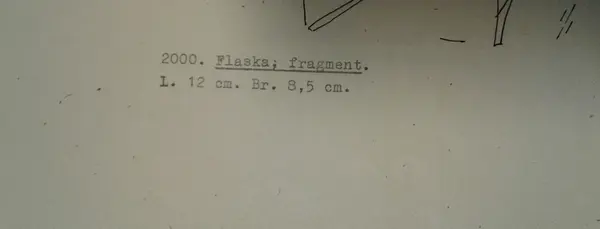 2000. Flaska; fragment.
L. 12 cm. Br. 8,5 cm.